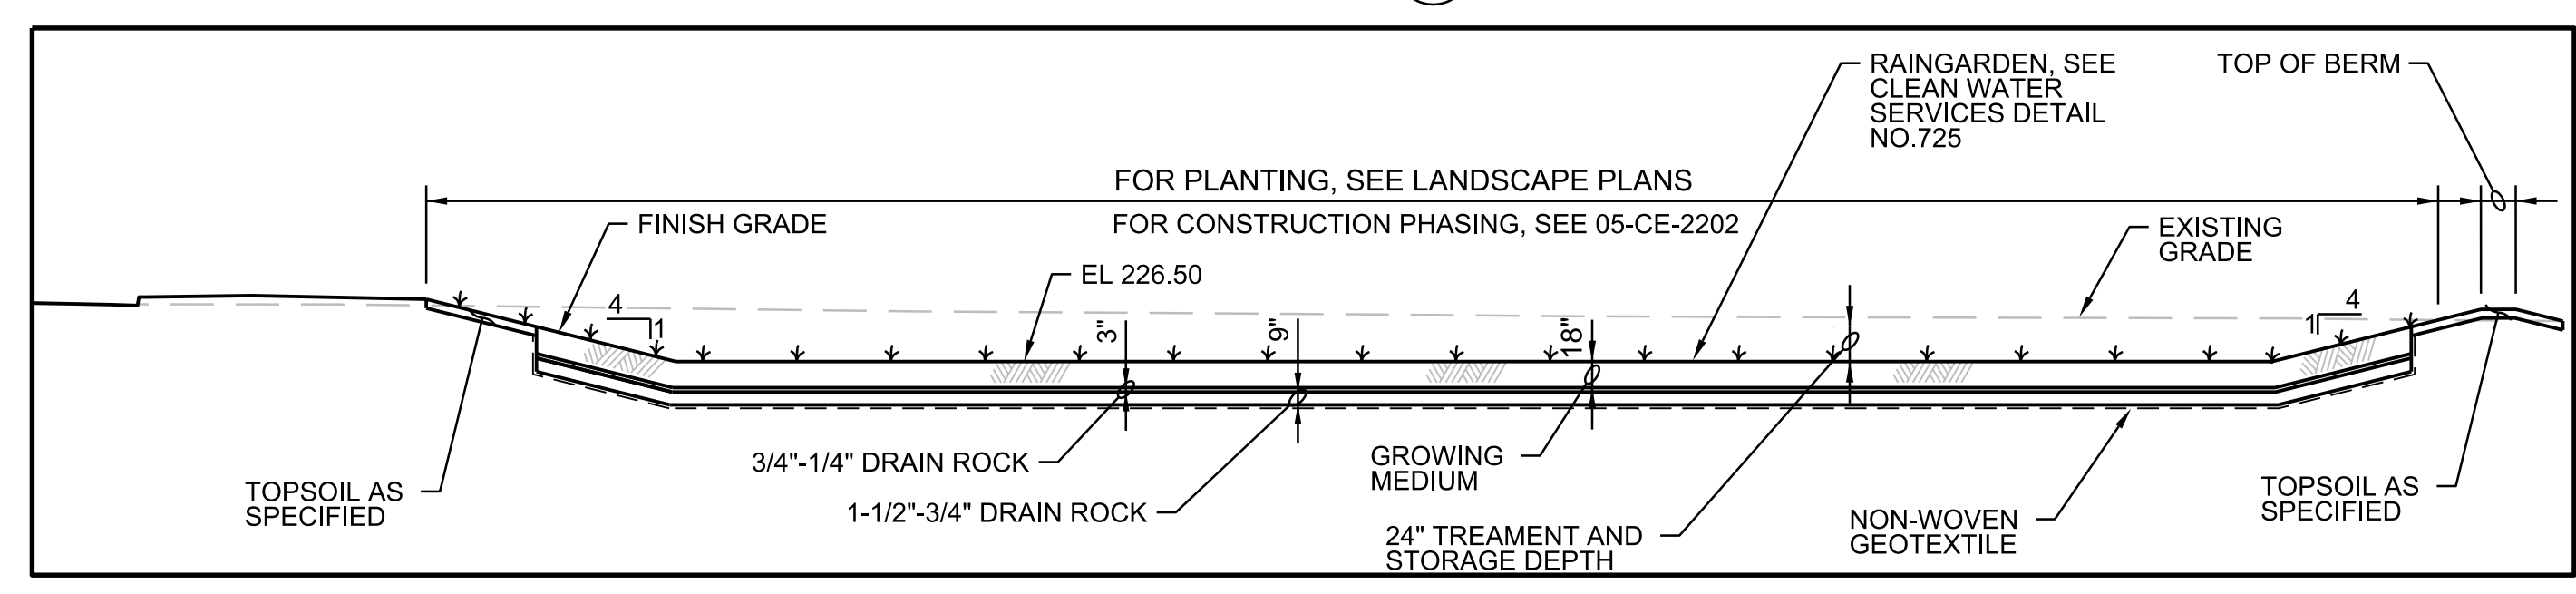 RAINGARDEN, SEE
CLEAN WATER
SERVICES DETAIL
NO.725
TOP OF BERM
FOR PLANTING, SEE LANDSCAPE PLANS
FINISH GRADE
FOR CONSTRUCTION PHASING, SEE 05-CE-2202
EXISTING
GRADE
EL 226.50
4
1
3"
9"
18"
1
4
3/4"-1/4" DRAIN ROCK
1-1/2"-3/4" DRAIN ROCK
GROWING
MEDIUM
TOPSOIL AS
SPECIFIED
24" TREAMENT AND
STORAGE DEPTH
NON-WOVEN
GEOTEXTILE
TOPSOIL AS
SPECIFIED